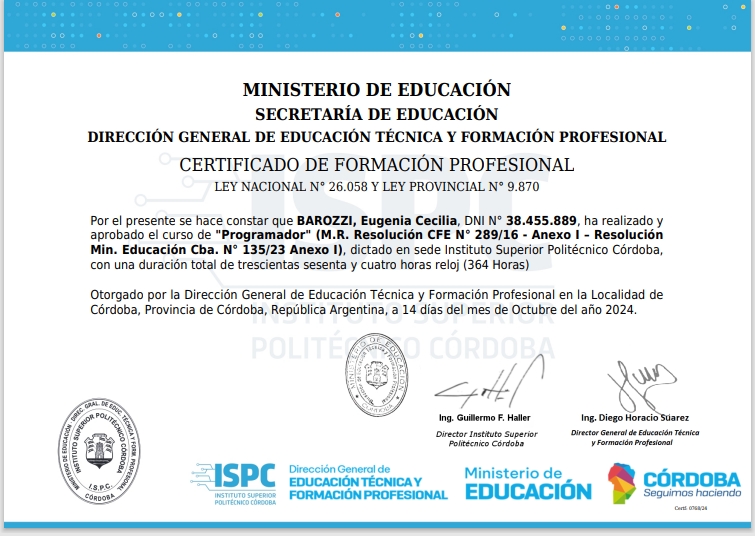 MINISTERIO DE EDUCACIÓN
SECRETARÍA DE EDUCACIÓN
DIRECCIÓN GENERAL DE EDUCACIÓN TÉCNICA Y FORMACIÓN PROFESIONAL
CERTIFICADO DE FORMACIÓN PROFESIONAL
LEY NACIONAL N° 26.058 Y LEY PROVINCIAL N° 9.870
Por el presente se hace constar que BAROZZI, Eugenia Cecilia, DNI N° 38.455.889, ha realizado y
aprobado el curso de "Programador" (M.R. Resolución CFE N° 289/16 - Anexo I – Resolución
Min. Educación Cba. N° 135/23 Anexo I), dictado en sede Instituto Superior Politécnico Córdoba,
con una duración total de trescientas sesenta y cuatro horas reloj (364 Horas)
Otorgado por la Dirección General de Educación Técnica y Formación Profesional en la Localidad de
Córdoba, Provincia de Córdoba, República Argentina, a 14 días del mes de Octubre del año 2024.
ISPC
INSTITUTO SUPERIOR
POLITÉCNICO CÓRDOBA
MINISTERIO DE EDUCACIÓN
Ing. Guillermo F. Haller
Director Instituto Superior
Politécnico Córdoba
Ing. Diego Horacio Suarez
Director General de Educación Técnica
y Formación Profesional
MINISTERIO DE EDUCACIÓN - DIREC. GRAL. DE EDUC. TÉCNICA Y FORM. PROFESIONAL
INSTITUTO SUPERIOR POLITÉCNICO CÓRDOBA
I.S.P.C.
CÓRDOBA
ISPC
INSTITUTO SUPERIOR
POLITÉCNICO CÓRDOBA
Dirección General de
EDUCACIÓN TÉCNICA Y
FORMACIÓN PROFESIONAL
Ministerio de
EDUCACIÓN
CÓRDOBA
Seguimos haciendo